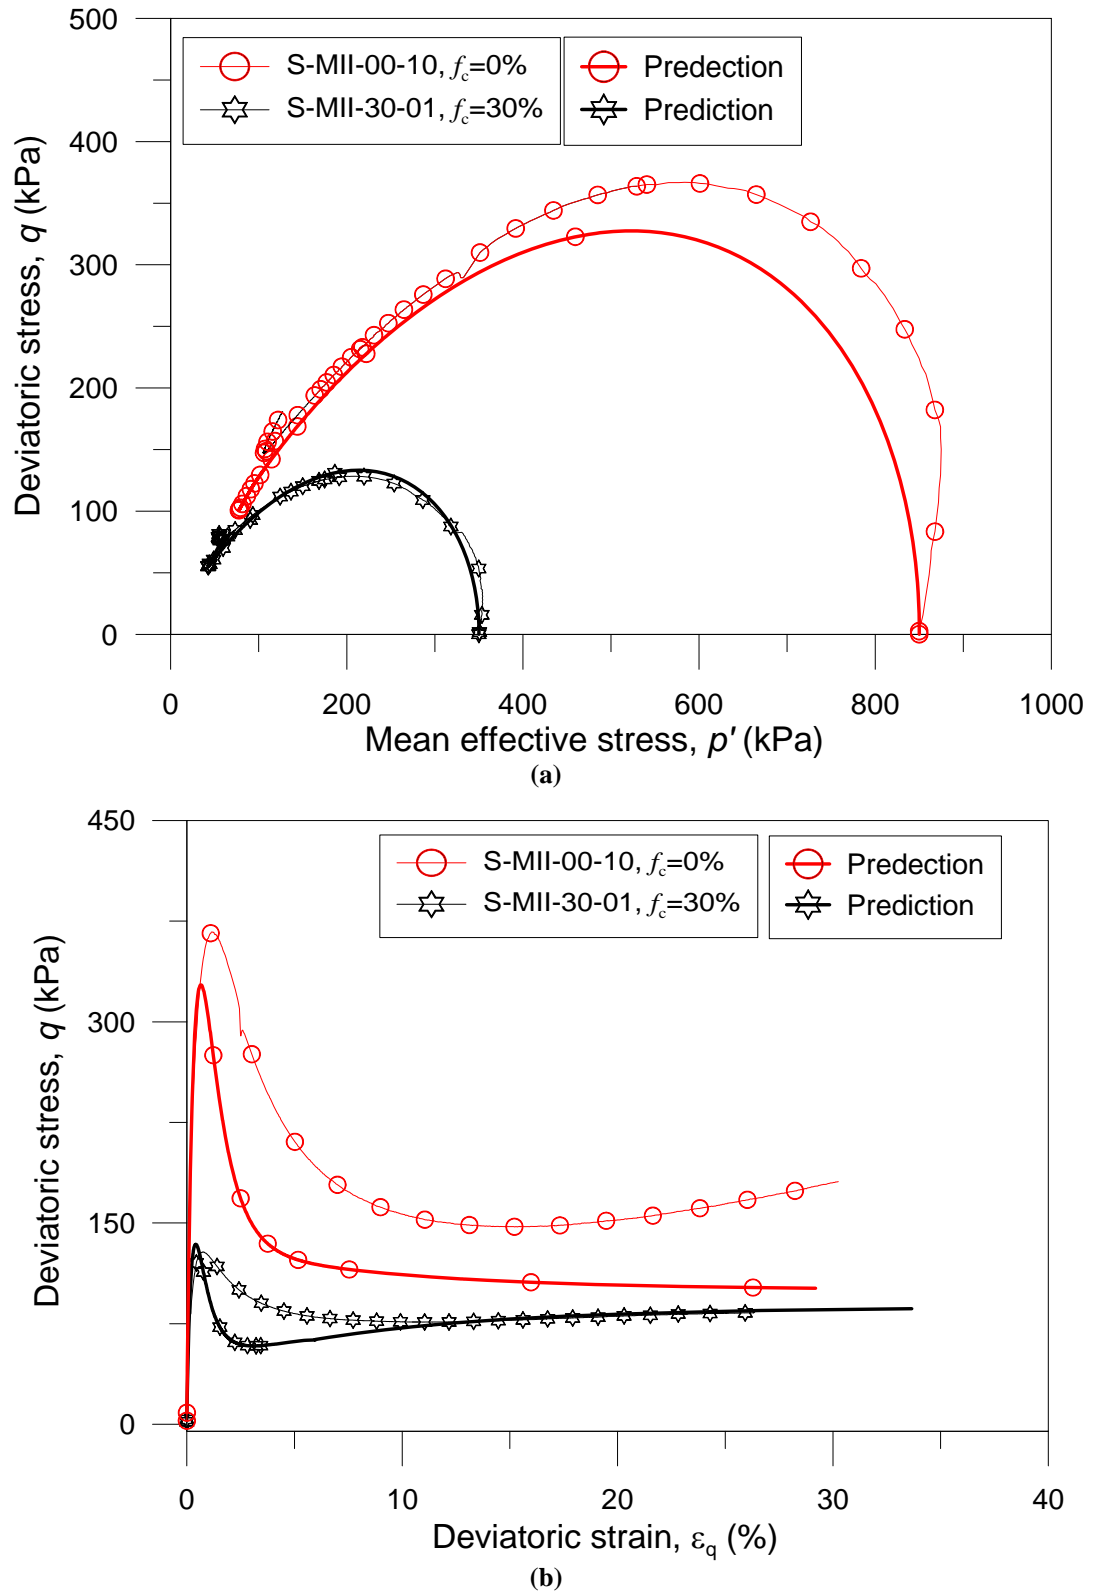 500
400
300
200
100
0
Deviatoric stress, q (kPa)
S-MII-00-10, fc=0%
S-MII-30-01, fc=30%
Predection
Prediction
0 200 400 600 800 1000
Mean effective stress, p' (kPa)
(a)
450
300
150
0
Deviatoric stress, q (kPa)
S-MII-00-10, fc=0%
S-MII-30-01, fc=30%
Predection
Prediction
0 10 20 30 40
Deviatoric strain, εq (%)
(b)